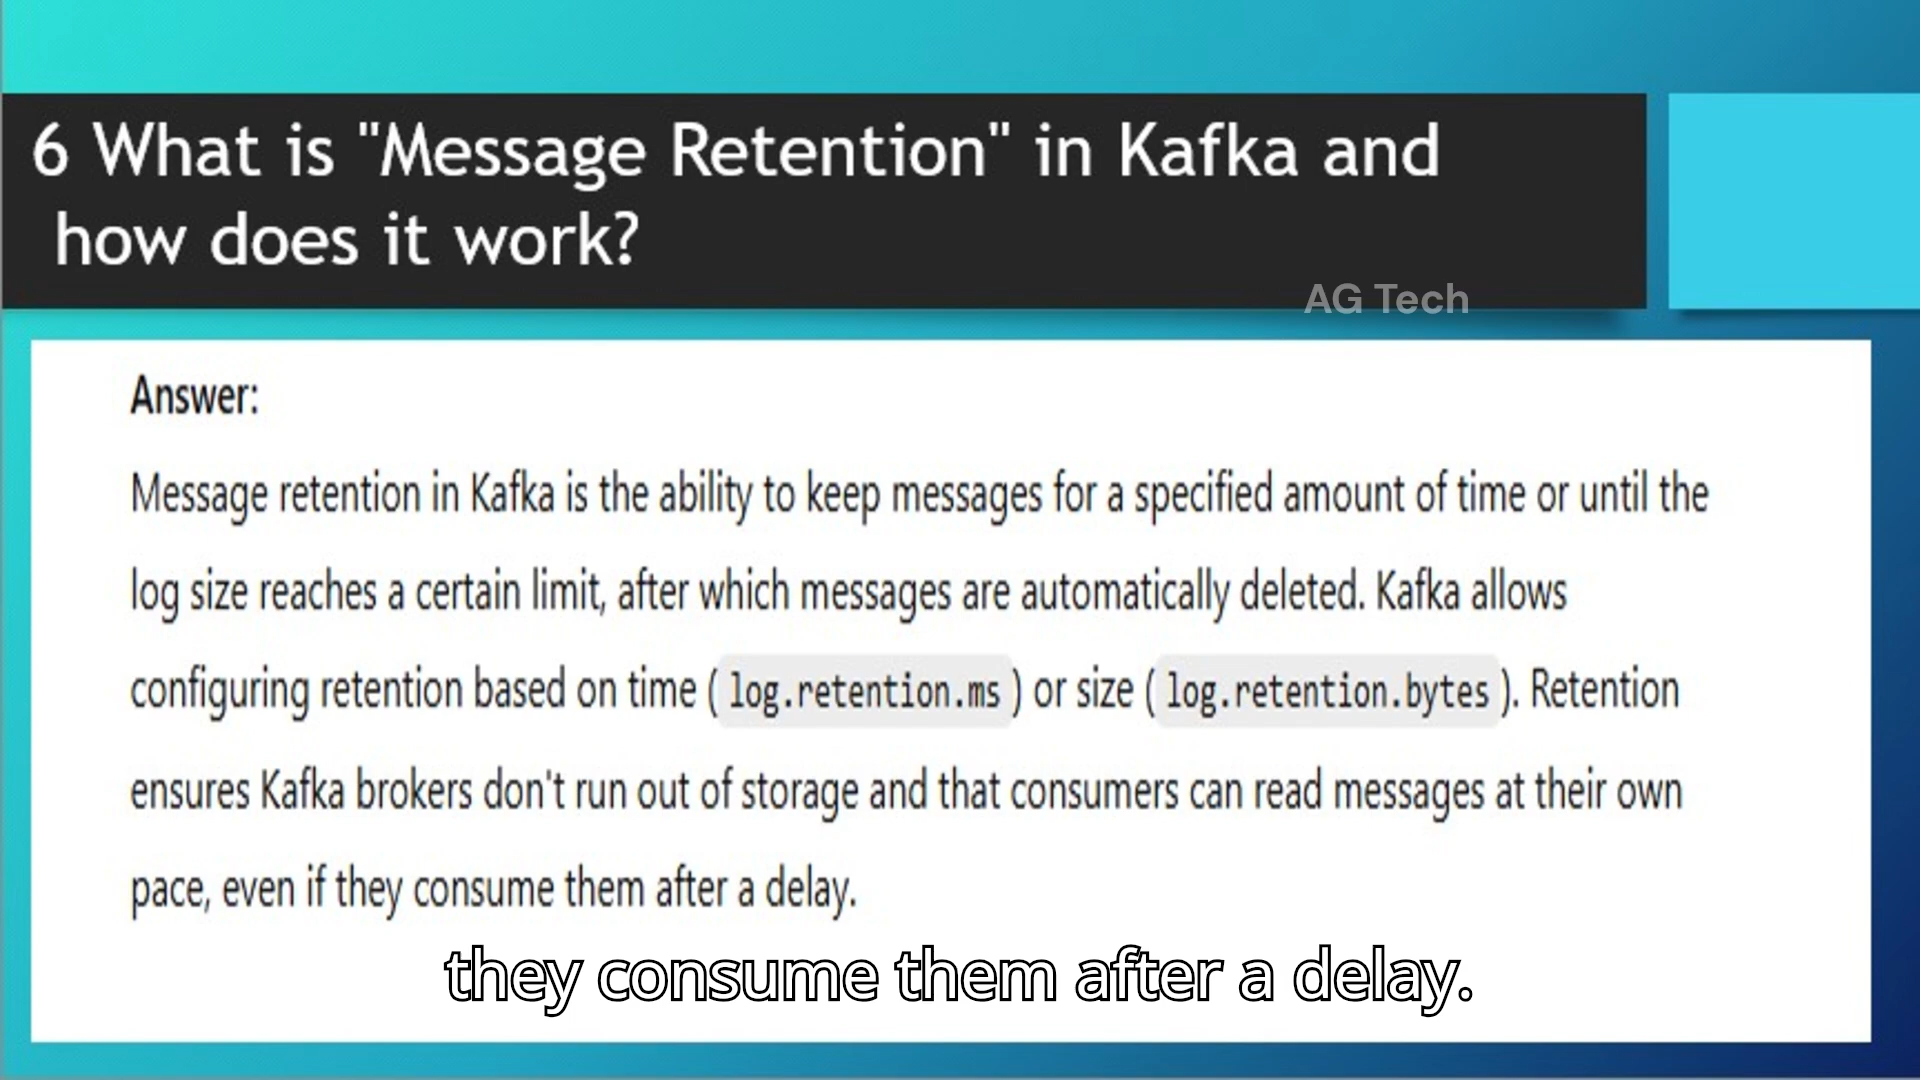 6 What is "Message Retention" in Kafka and
how does it work?
AG Tech
Answer:
Message retention in Kafka is the ability to keep messages for a specified amount of time or until the
log size reaches a certain limit, after which messages are automatically deleted. Kafka allows
configuring retention based on time ( log.retention.ms ) or size ( log.retention.bytes ). Retention
ensures Kafka brokers don't run out of storage and that consumers can read messages at their own
pace, even if they consume them after a delay.
they consume them after a delay.